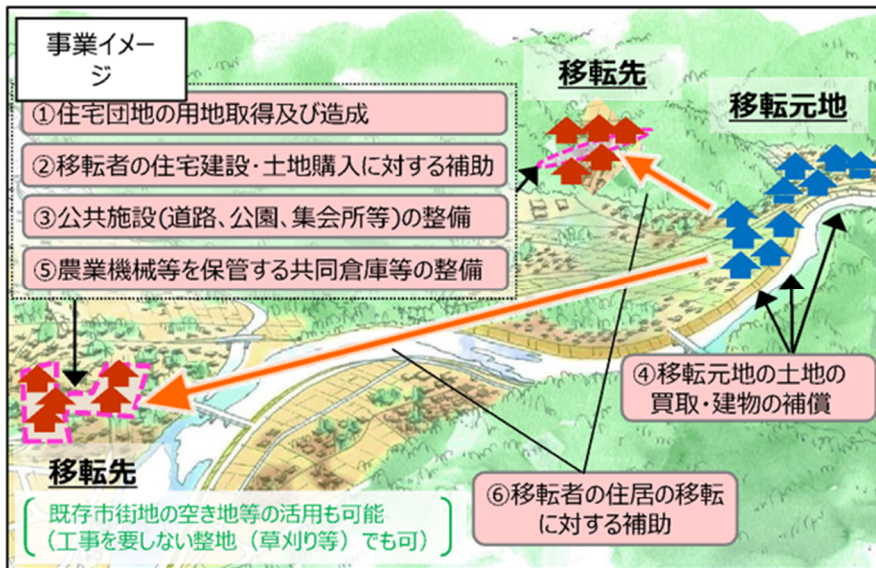 事業イメー
ジ
①住宅団地の用地取得及び造成
②移転者の住宅建設・土地購入に対する補助
③公共施設(道路、公園、集会所等)の整備
⑤農業機械等を保管する共同倉庫等の整備
移転先
移転元地
④移転元地の土地の
買取・建物の補償
⑥移転者の住居の移転
に対する補助
移転先
既存市街地の空き地等の活用も可能
(工事を要しない整地（草刈り等）でも可)